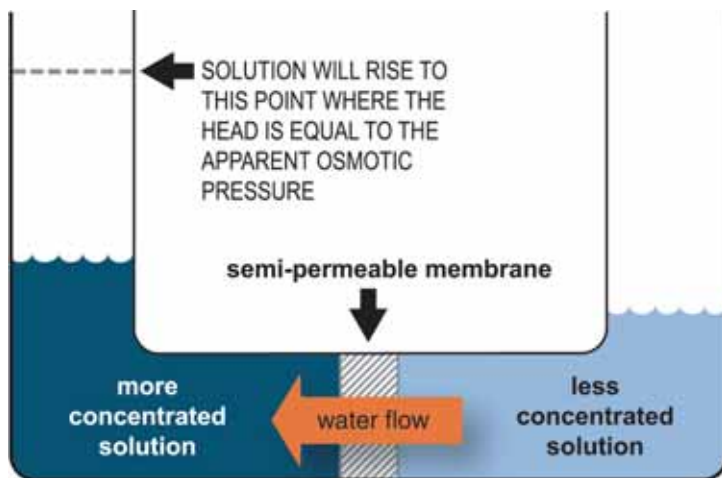 SOLUTION WILL RISE TO
THIS POINT WHERE THE
HEAD IS EQUAL TO THE
APPARENT OSMOTIC
PRESSURE
semi-permeable membrane
more
concentrated
solution
water flow
less
concentrated
solution